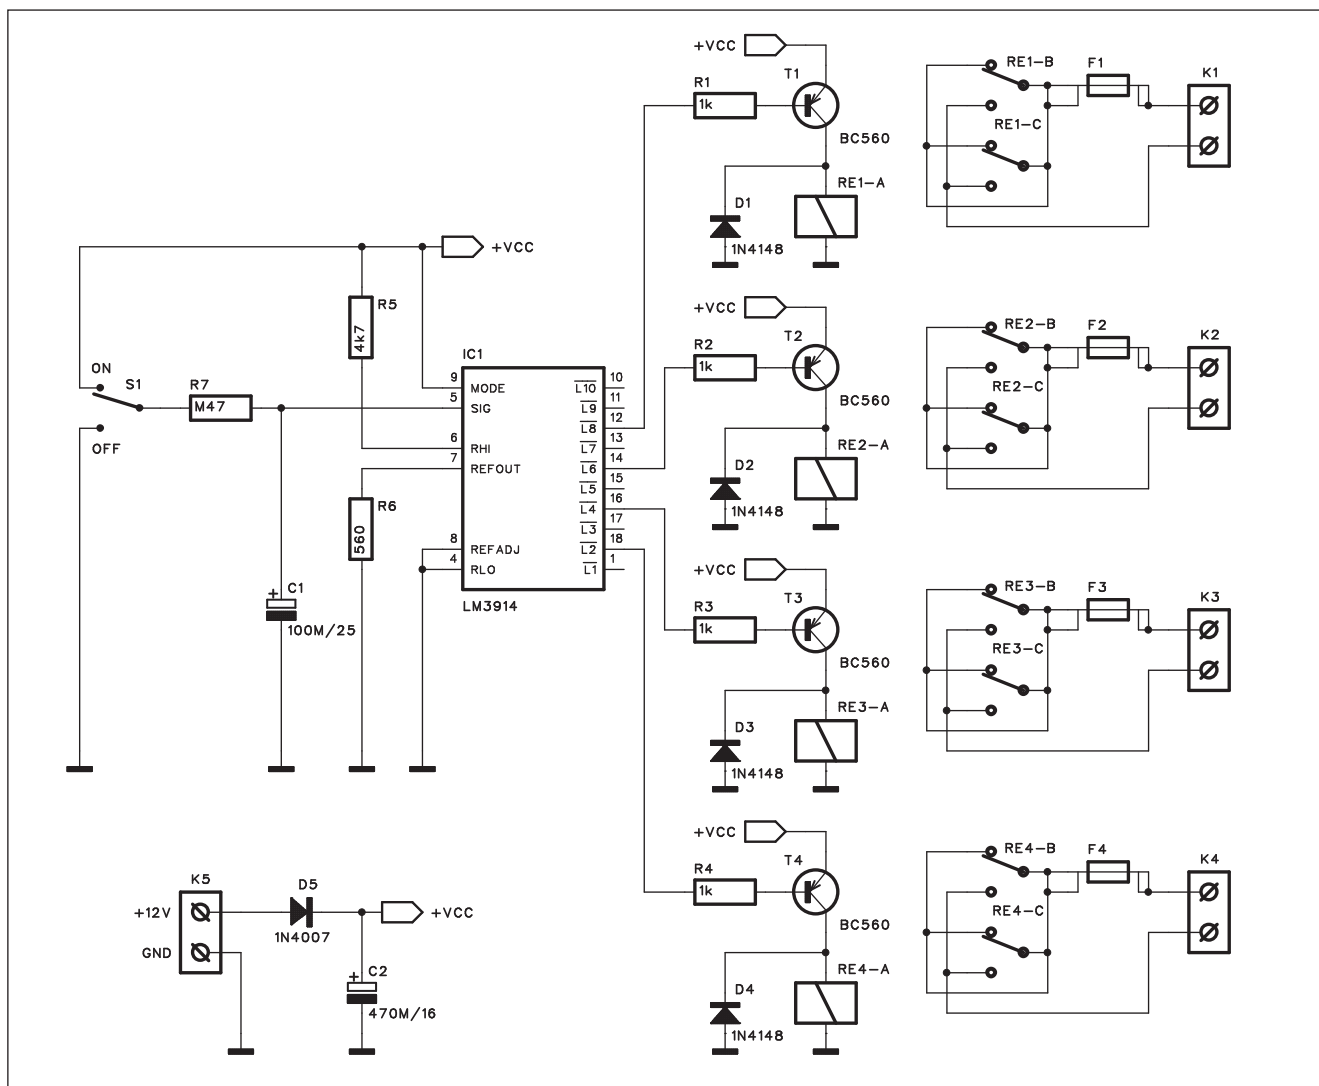 +VCC
T1
R1
1k
BC560
RE1-A
D1
1N4148
RE1-B
RE1-C
F1
K1
+VCC
R5
4k7
ON
S1
OFF
R7
M47
C1
100M/25
R6
560
IC1
9 MODE
5 SIG
6 RHI
7 REFOUT
8 REFADJ
4 RLO
L10 10
L9 11
L8 12
L7 13
L6 14
L5 15
L4 16
L3 17
L2 18
L1 1
LM3914
+VCC
T2
R2
1k
BC560
RE2-A
D2
1N4148
RE2-B
RE2-C
F2
K2
+VCC
T3
R3
1k
BC560
RE3-A
D3
1N4148
RE3-B
RE3-C
F3
K3
+VCC
T4
R4
1k
BC560
RE4-A
D4
1N4148
RE4-B
RE4-C
F4
K4
K5
+12V
GND
D5
1N4007
+VCC
C2
470M/16
+
+